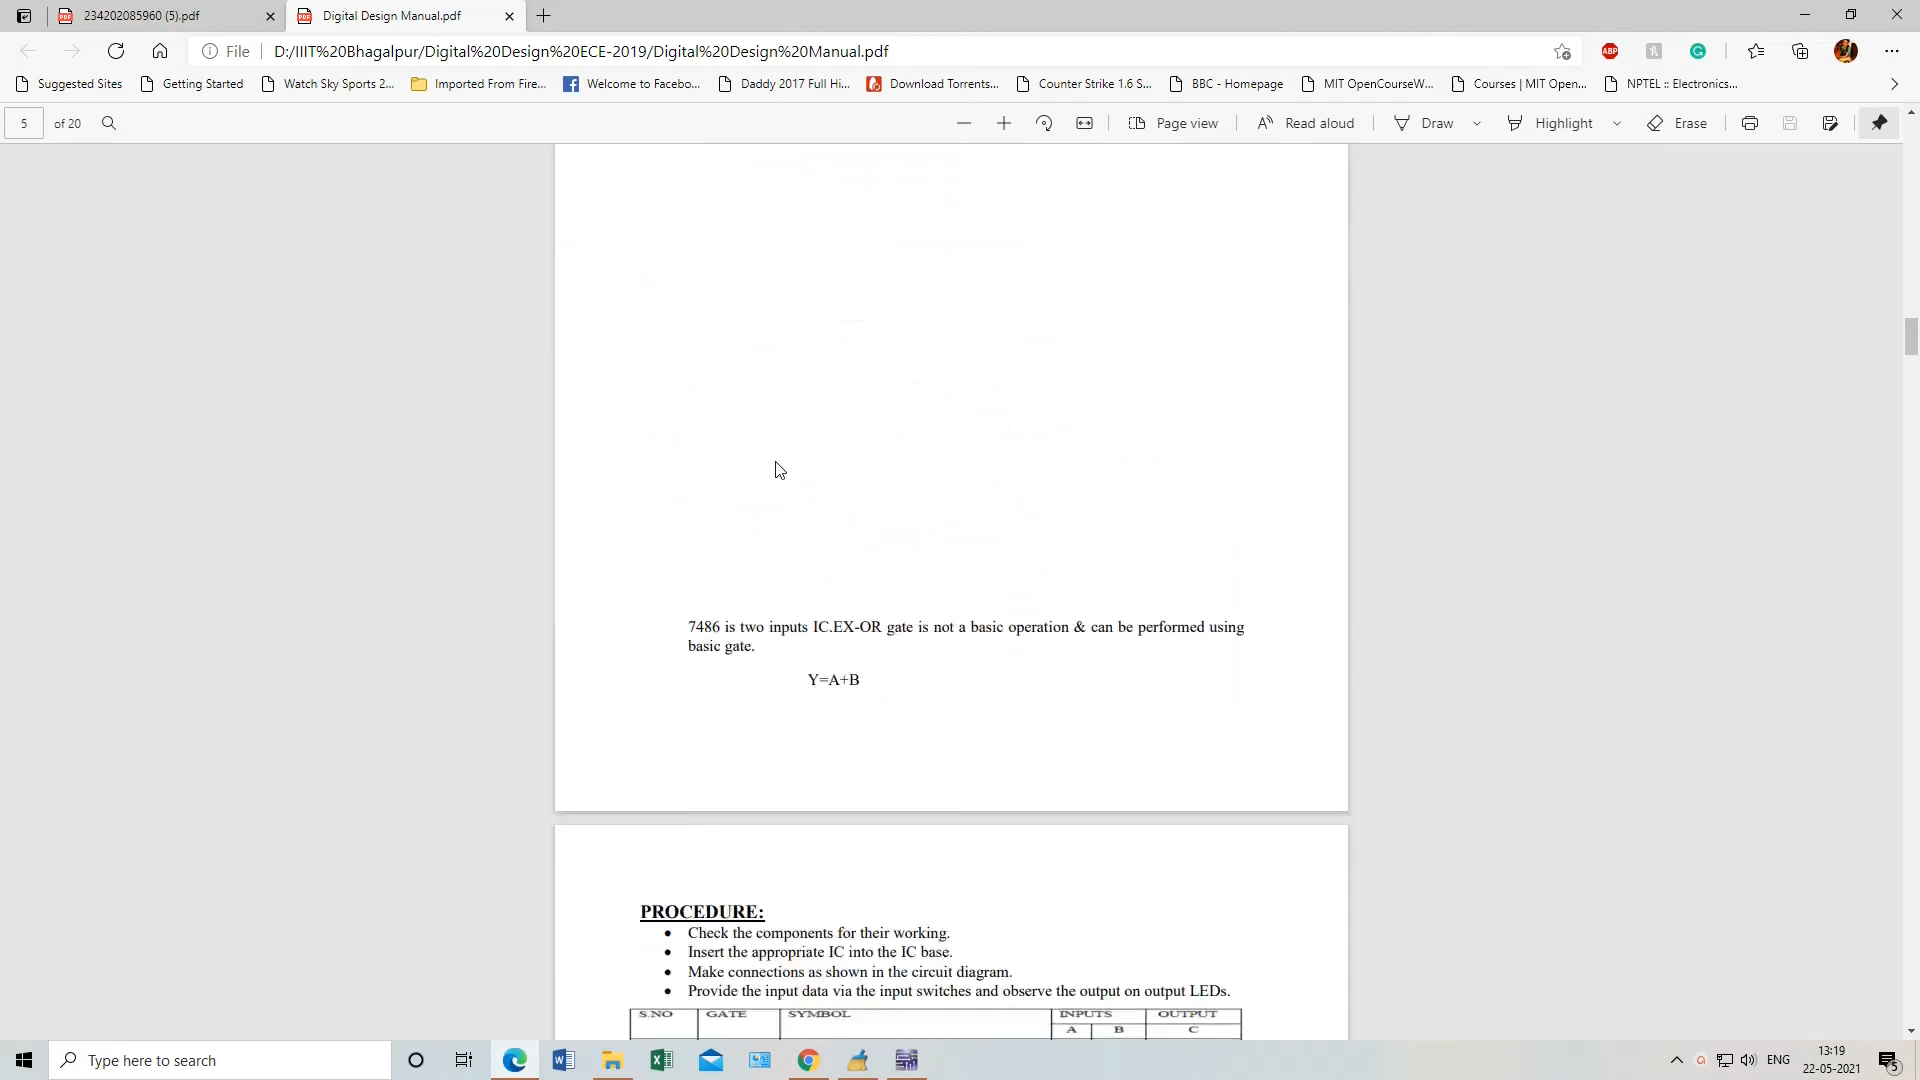 234202085960 (5).pdf
Digital Design Manual.pdf
File
D:/IIIT%20Bhagalpur/Digital%20Design%20ECE-2019/Digital%20Design%20Manual.pdf
ABP
Suggested Sites
Getting Started
Watch Sky Sports 2...
Imported From Fire...
Welcome to Facebo...
Daddy 2017 Full Hi...
Download Torrents...
Counter Strike 1.6 S...
BBC - Homepage
MIT OpenCourseW...
Courses | MIT Open...
NPTEL :: Electronics...
5 of 20
Page view
Read aloud
Draw
Highlight
Erase
7486 is two inputs IC.EX-OR gate is not a basic operation & can be performed using
basic gate.
Y=A+B
PROCEDURE:
• Check the components for their working.
• Insert the appropriate IC into the IC base.
• Make connections as shown in the circuit diagram.
• Provide the input data via the input switches and observe the output on output LEDs.
S.NO GATE SYMBOL INPUTS OUTPUT
A B C
Type here to search
ENG
13:19
22-05-2021
5